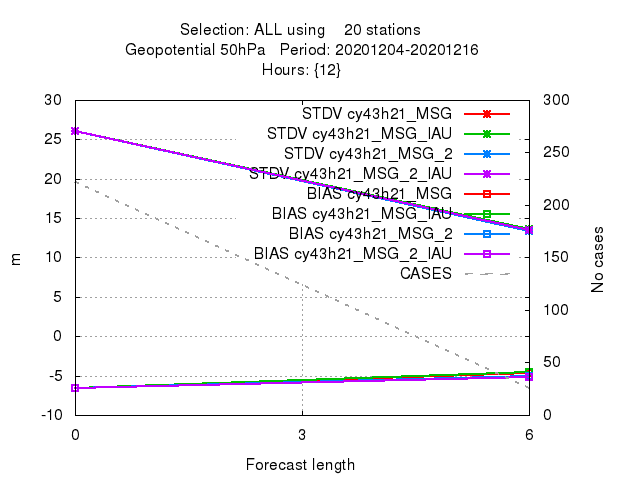 Selection: ALL using 20 stations
Geopotential 50hPa Period: 20201204-20201216
Hours: {12}
30 300
STDV cy43h21_MSG
25 STDV cy43h21_MSG_IAU 250
STDV cy43h21_MSG_2
20 STDV cy43h21_MSG_2_IAU
BIAS cy43h21_MSG 200
15 BIAS cy43h21_MSG_IAU
BIAS cy43h21_MSG_2
10 BIAS cy43h21_MSG_2_IAU 150
m No cases
CASES
5 100
0
-5 50
-10 0
0 3 6
Forecast length